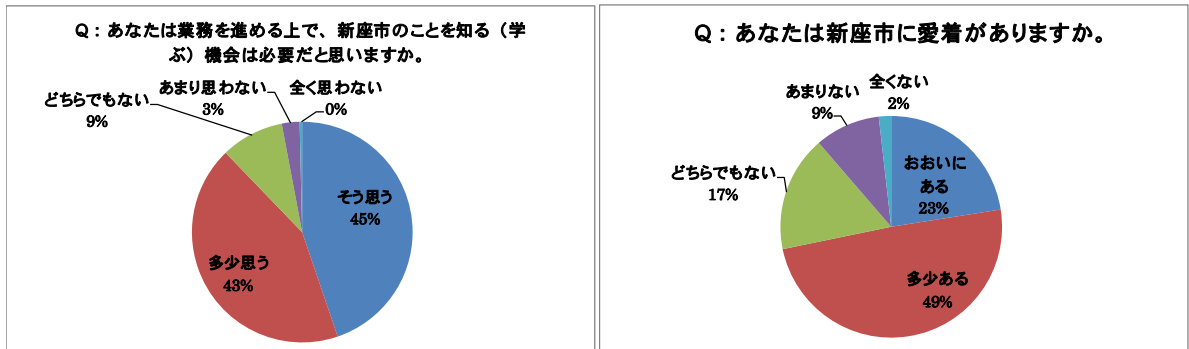 Q：あなたは業務を進める上で、新座市のことを知る（学
ぶ）機会は必要だと思いますか。
あまり思わない
3%
全く思わない
0%
どちらでもない
9%
そう思う
45%
多少思う
43%
Q：あなたは新座市に愛着がありますか。
全くない
2%
あまりない
9%
おおいに
ある
23%
どちらでもない
17%
多少ある
49%